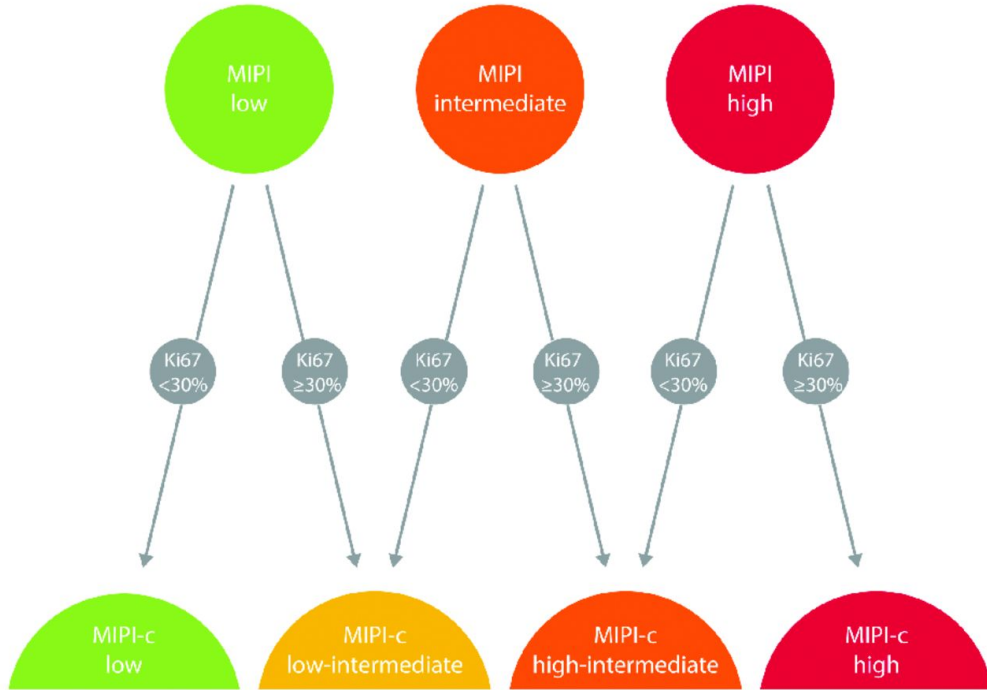 MIPI
low
MIPI
intermediate
MIPI
high
Ki67
<30%
Ki67
≥30%
Ki67
<30%
Ki67
≥30%
Ki67
<30%
Ki67
≥30%
MIPI-c
low
MIPI-c
low-intermediate
MIPI-c
high-intermediate
MIPI-c
high